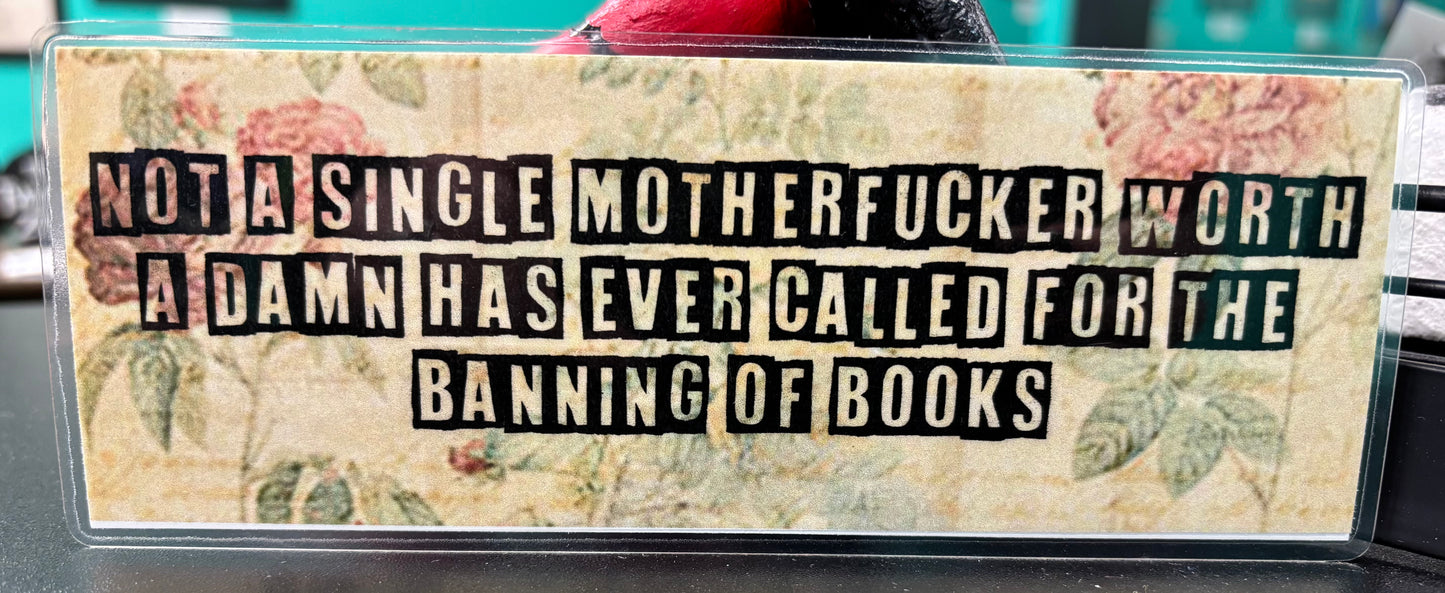 NOT A SINGLE MOTHERFUCKER WORTH
A DAMN HAS EVER CALLED FOR THE
BANNING OF BOOKS